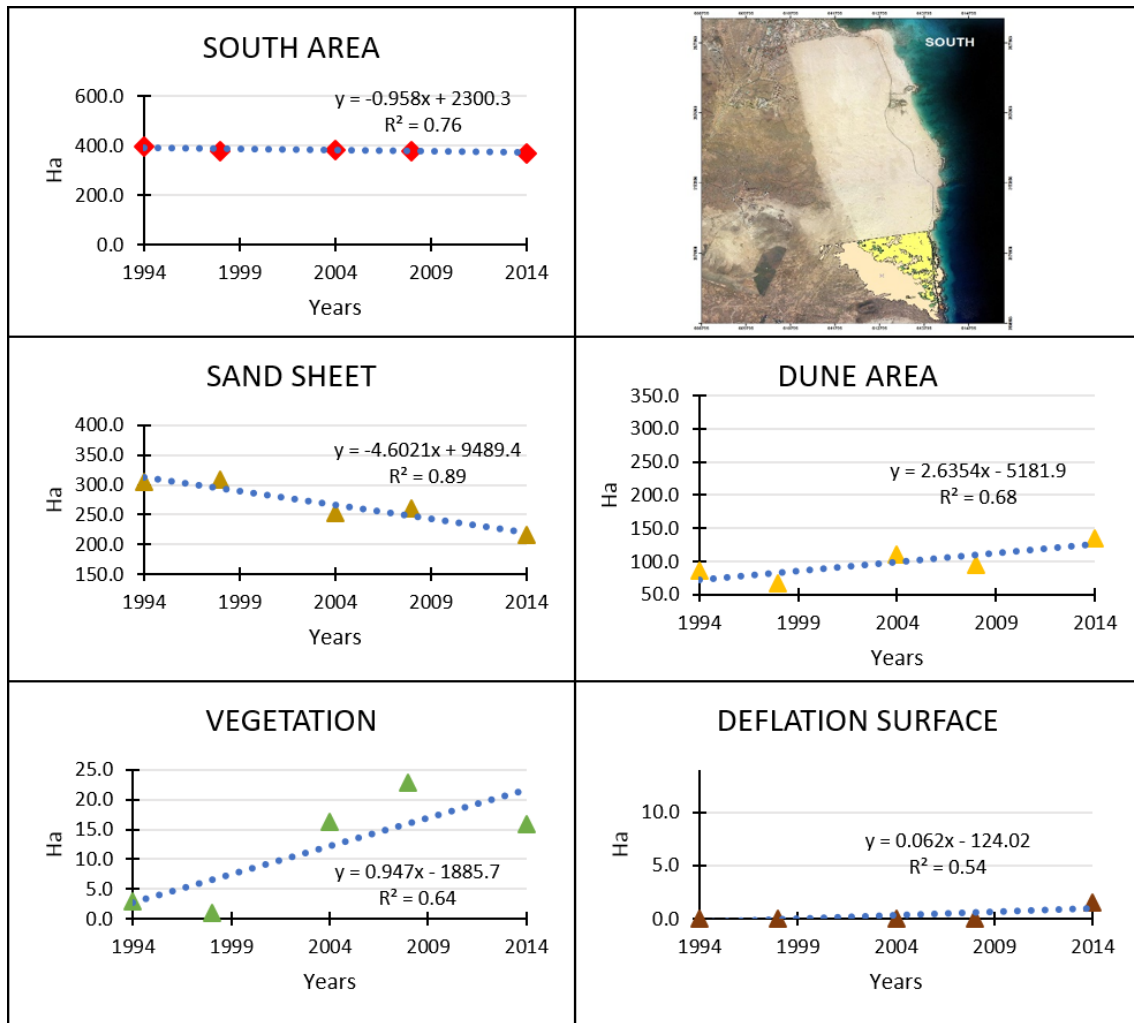 SOUTH AREA
600.0
400.0
200.0
0.0
Ha
y = -0.958x + 2300.3
R² = 0.76
1994 1999 2004 2009 2014
Years
SOUTH
SAND SHEET
400.0
350.0
300.0
250.0
200.0
150.0
Ha
y = -4.6021x + 9489.4
R² = 0.89
1994 1999 2004 2009 2014
Years
DUNE AREA
350.0
300.0
250.0
200.0
150.0
100.0
50.0
Ha
y = 2.6354x - 5181.9
R² = 0.68
1994 1999 2004 2009 2014
Years
VEGETATION
25.0
20.0
15.0
10.0
5.0
0.0
Ha
y = 0.947x - 1885.7
R² = 0.64
1994 1999 2004 2009 2014
Years
DEFLATION SURFACE
10.0
5.0
0.0
Ha
y = 0.062x - 124.02
R² = 0.54
1994 1999 2004 2009 2014
Years